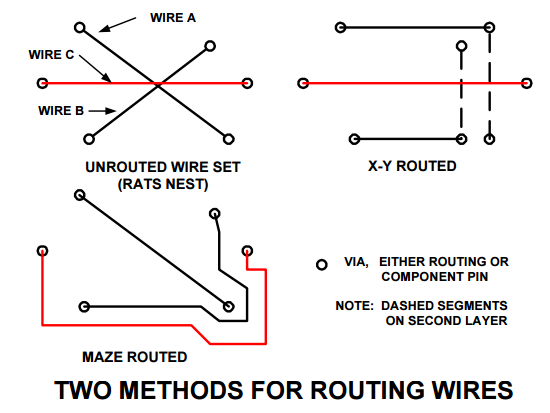 WIRE A
WIRE C
WIRE B
UNROUTED WIRE SET
(RATS NEST)
X-Y ROUTED
VIA, EITHER ROUTING OR
COMPONENT PIN
NOTE: DASHED SEGMENTS
ON SECOND LAYER
MAZE ROUTED
TWO METHODS FOR ROUTING WIRES